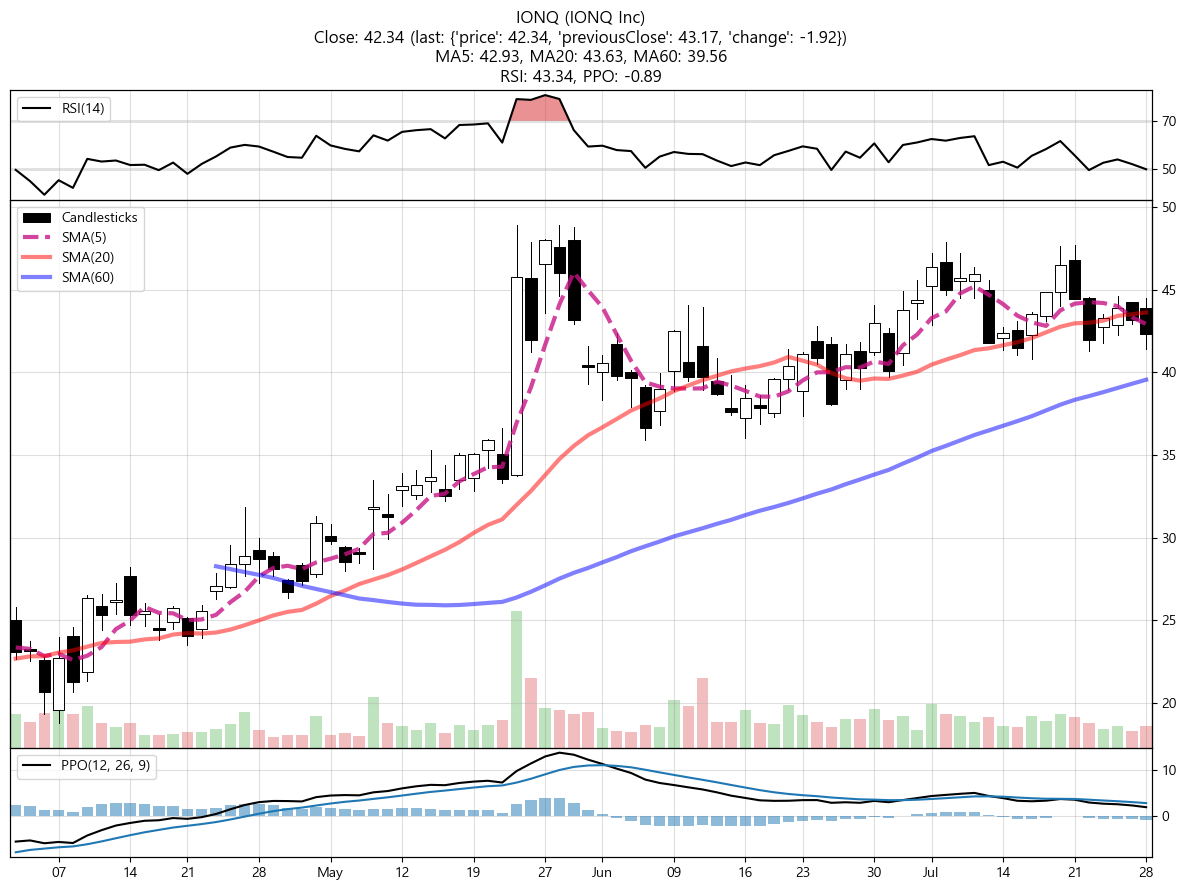 IONQ (IONQ Inc)
Close: 42.34 (last: {'price': 42.34, 'previousClose': 43.17, 'change': -1.92})
MA5: 42.93, MA20: 43.63, MA60: 39.56
RSI: 43.34, PPO: -0.89
RSI(14)
70
50
Candlesticks
SMA(5)
SMA(20)
SMA(60)
50
45
40
35
30
25
20
PPO(12, 26, 9)
10
0
07 14 21 28 May 12 19 27 Jun 09 16 23 30 Jul 14 21 28